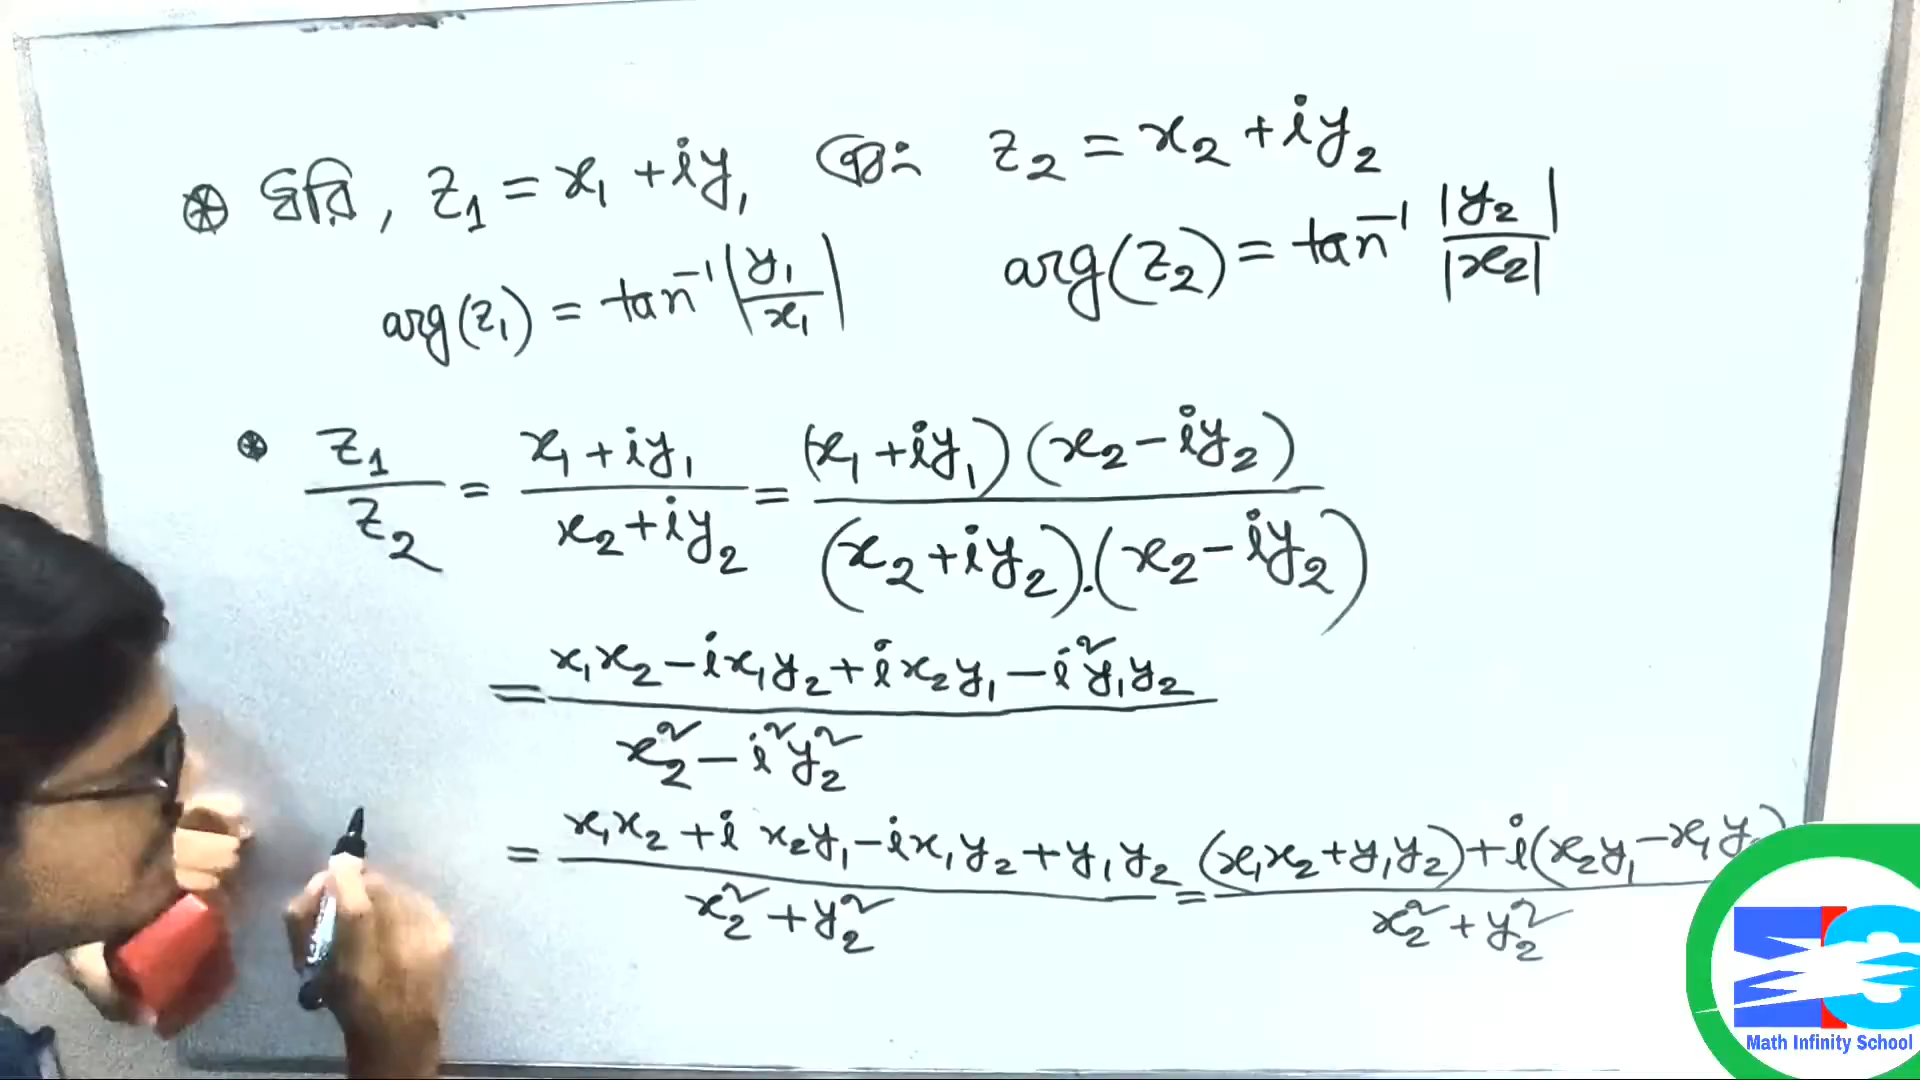 ⊛ ধরি, z₁ = x₁ + iy₁ এবং z₂ = x₂ + iy₂
arg(z₁) = tan⁻¹ |y₁/x₁| arg(z₂) = tan⁻¹ |y₂|/|x₂|
⊛ z₁/z₂ = (x₁ + iy₁)/(x₂ + iy₂) = (x₁ + iy₁)(x₂ - iy₂)/(x₂ + iy₂).(x₂ - iy₂)
= (x₁x₂ - ix₁y₂ + ix₂y₁ - i²y₁y₂)/(x₂² - i²y₂²)
= (x₁x₂ + i x₂y₁ - ix₁y₂ + y₁y₂)/(x₂² + y₂²) = ((x₁x₂ + y₁y₂) + i(x₂y₁ - x₁y₂))/(x₂² + y₂²)
Math Infinity School